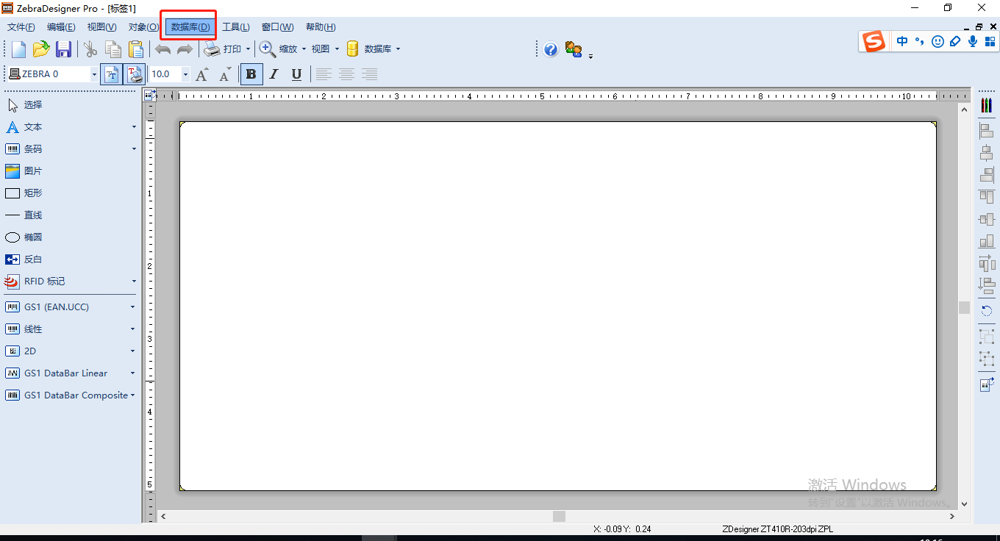 ZebraDesigner Pro - [标签1]
文件(F) 编辑(E) 视图(V) 对象(O) 数据库(D) 工具(L) 窗口(W) 帮助(H)
打印 缩放 视图 数据库
中
ZEBRA 0 10.0 B I U
1 2 3 4 5 6 7 8 9 10
选择
文本
条码
图片
矩形
直线
椭圆
反白
RFID 标记
GS1 (EAN.UCC)
线性
2D
GS1 DataBar Linear
GS1 DataBar Composite
1
2
3
4
5
激活 Windows
转到"设置"以激活 Windows。
X: -0.09 Y: 0.24 ZDesigner ZT410R-203dpi ZPL